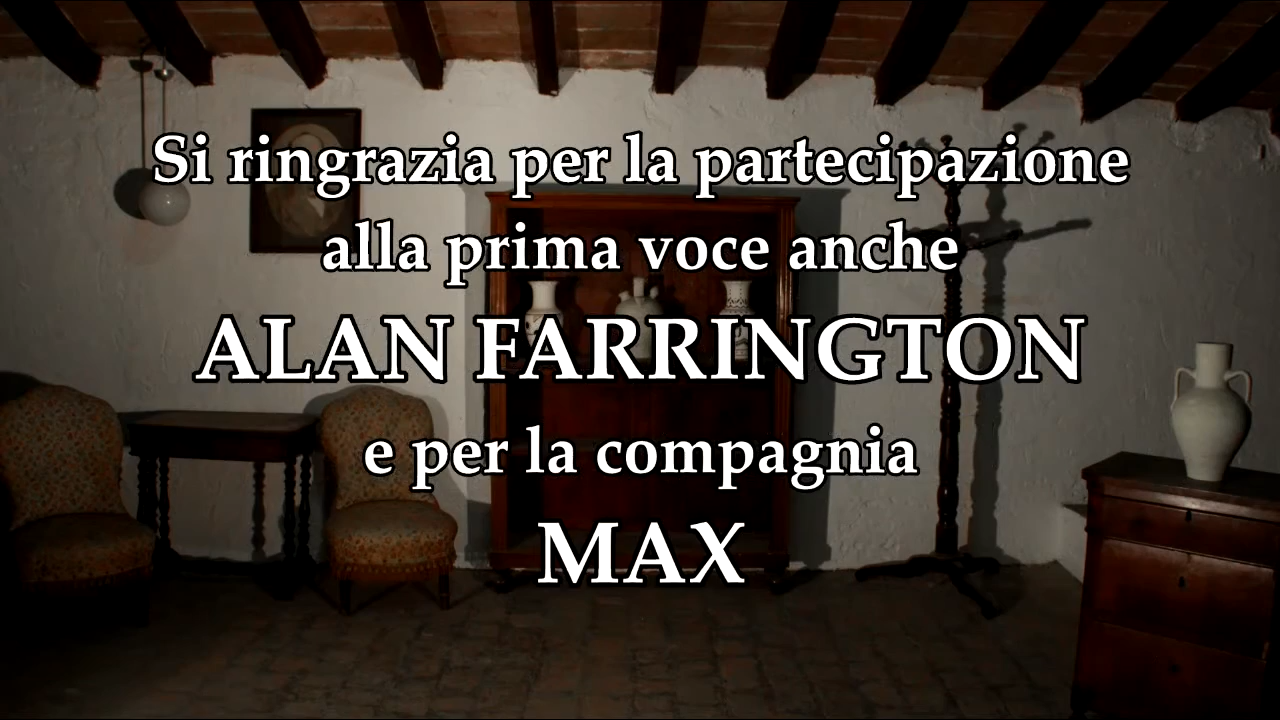 Si ringrazia per la partecipazione
alla prima voce anche
ALAN FARRINGTON
e per la compagnia
MAX